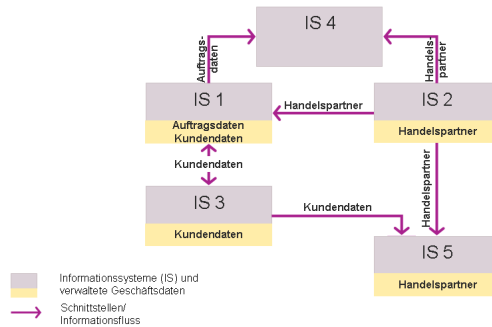 IS 4
Auftrags-
daten
Handels-
partner
IS 1
Handelspartner
IS 2
Auftragsdaten
Kundendaten
Handelspartner
Kundendaten
Handelspartner
IS 3
Kundendaten
Kundendaten
IS 5
Handelspartner
Informationssysteme (IS) und
verwaltete Geschäftsdaten
Schnittstellen/
Informationsfluss